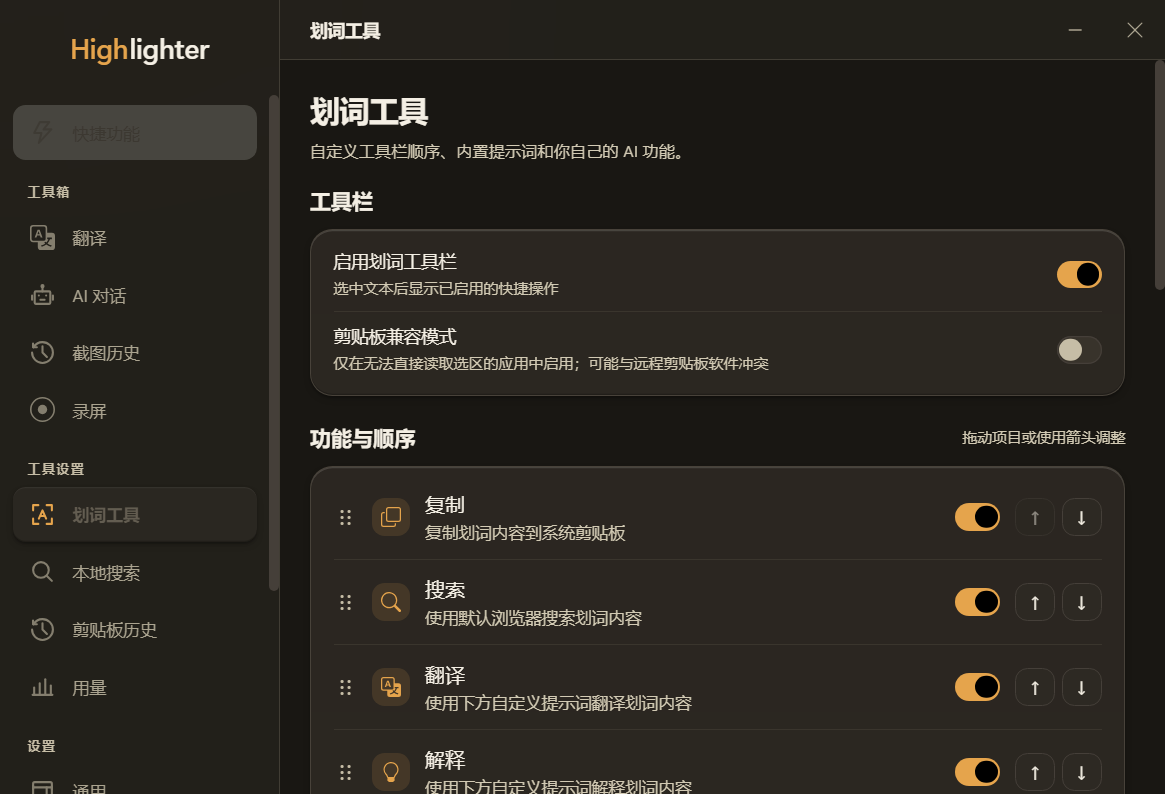 Highlighter
快捷功能
工具箱
翻译
AI 对话
截图历史
录屏
工具设置
划词工具
本地搜索
剪贴板历史
用量
设置
通用
划词工具
划词工具
自定义工具栏顺序、内置提示词和你自己的 AI 功能。
工具栏
启用划词工具栏
选中文本后显示已启用的快捷操作
剪贴板兼容模式
仅在无法直接读取选区的应用中启用；可能与远程剪贴板软件冲突
功能与顺序
拖动项目或使用箭头调整
复制
复制划词内容到系统剪贴板
↑ ↓
搜索
使用默认浏览器搜索划词内容
↑ ↓
翻译
使用下方自定义提示词翻译划词内容
↑ ↓
解释
使用下方自定义提示词解释划词内容
↑ ↓